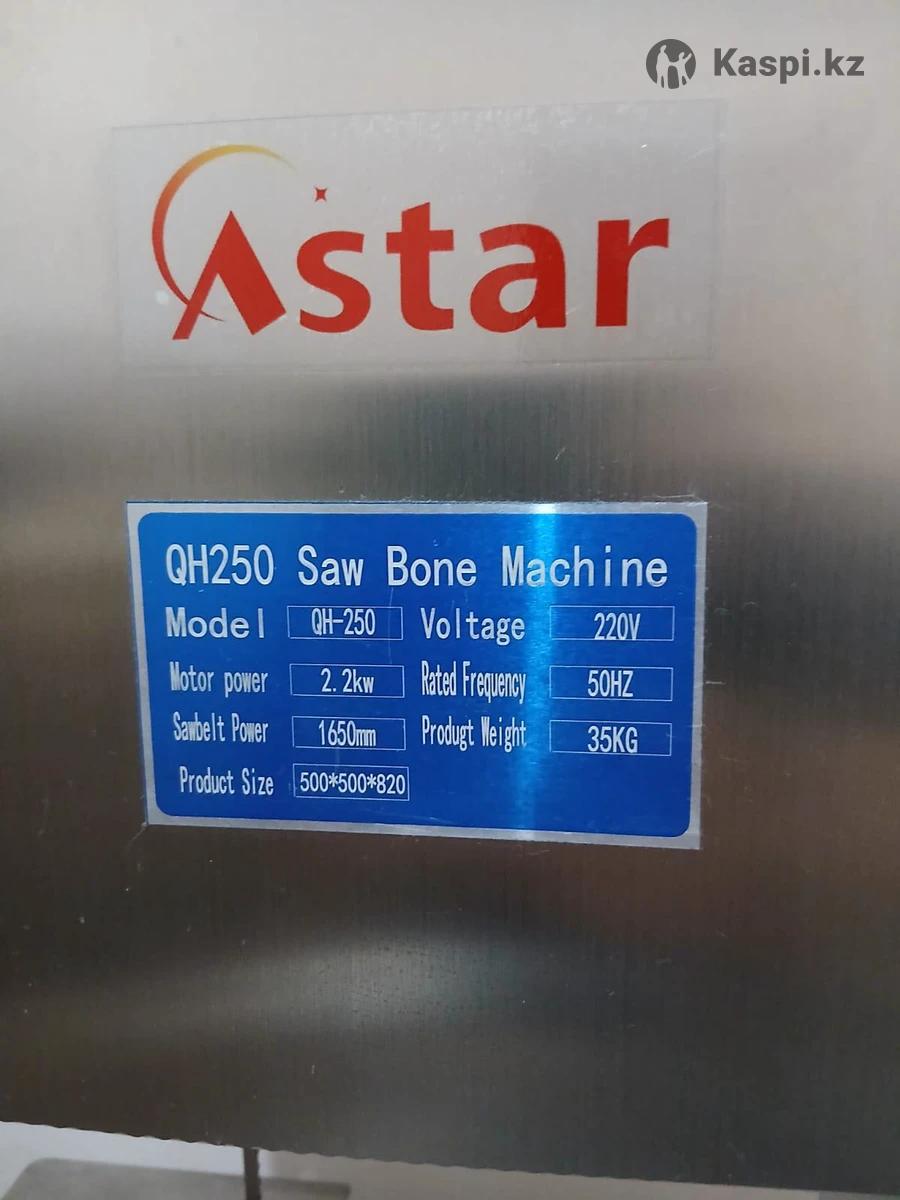 Kaspi.kz
Astar
QH250 Saw Bone Machine
Model QH-250 Voltage 220V
Motor power 2.2kw Rated Frequency 50HZ
Sawbelt Power 1650mm Produgt Weight 35KG
Product Size 500*500*820